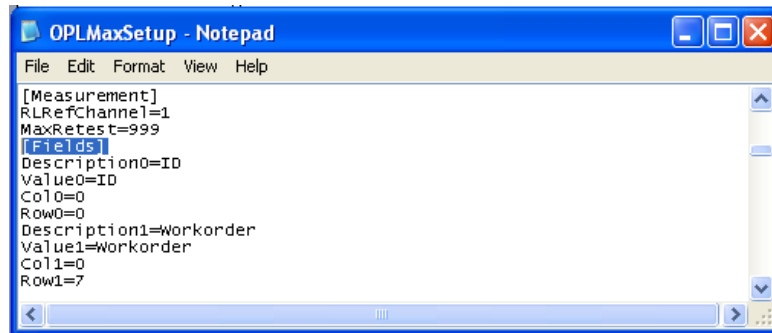 OPLMaxSetup - Notepad
File Edit Format View Help
[Measurement]
RLRefChannel=1
MaxRetest=999
[Fields]
Description0=ID
Value0=ID
Col0=0
Row0=0
Description1=Workorder
Value1=Workorder
Col1=0
Row1=7